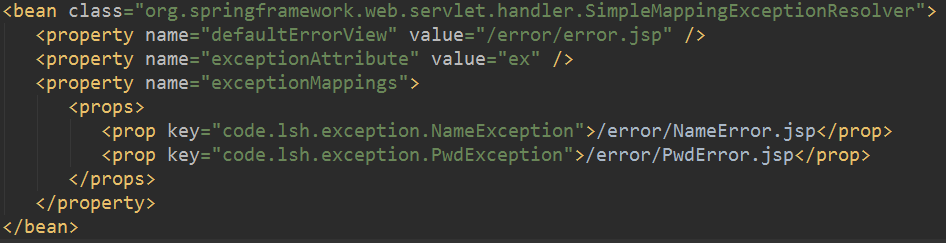 <bean class="org.springframework.web.servlet.handler.SimpleMappingExceptionResolver">
    <property name="defaultErrorView" value="/error/error.jsp" />
    <property name="exceptionAttribute" value="ex" />
    <property name="exceptionMappings">
        <props>
            <prop key="code.lsh.exception.NameException">/error/NameError.jsp</prop>
            <prop key="code.lsh.exception.PwdException">/error/PwdError.jsp</prop>
        </props>
    </property>
</bean>